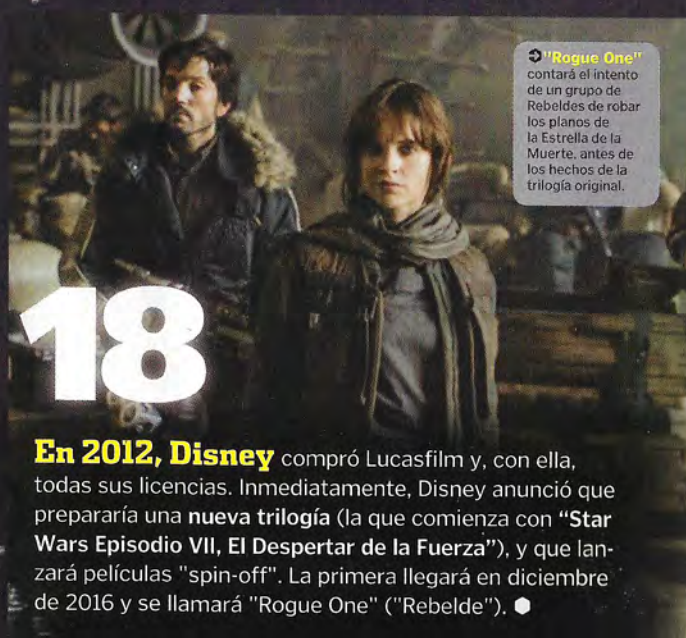 ➲"Rogue One"
contará el intento
de un grupo de
Rebeldes de robar
los planos de
la Estrella de la
Muerte, antes de
los hechos de la
trilogía original.
18
En 2012, Disney compró Lucasfilm y, con ella,
todas sus licencias. Inmediatamente, Disney anunció que
prepararía una nueva trilogía (la que comienza con “Star
Wars Episodio VII, El Despertar de la Fuerza”), y que lan-
zará películas "spin-off". La primera llegará en diciembre
de 2016 y se llamará "Rogue One" ("Rebelde"). ⬢